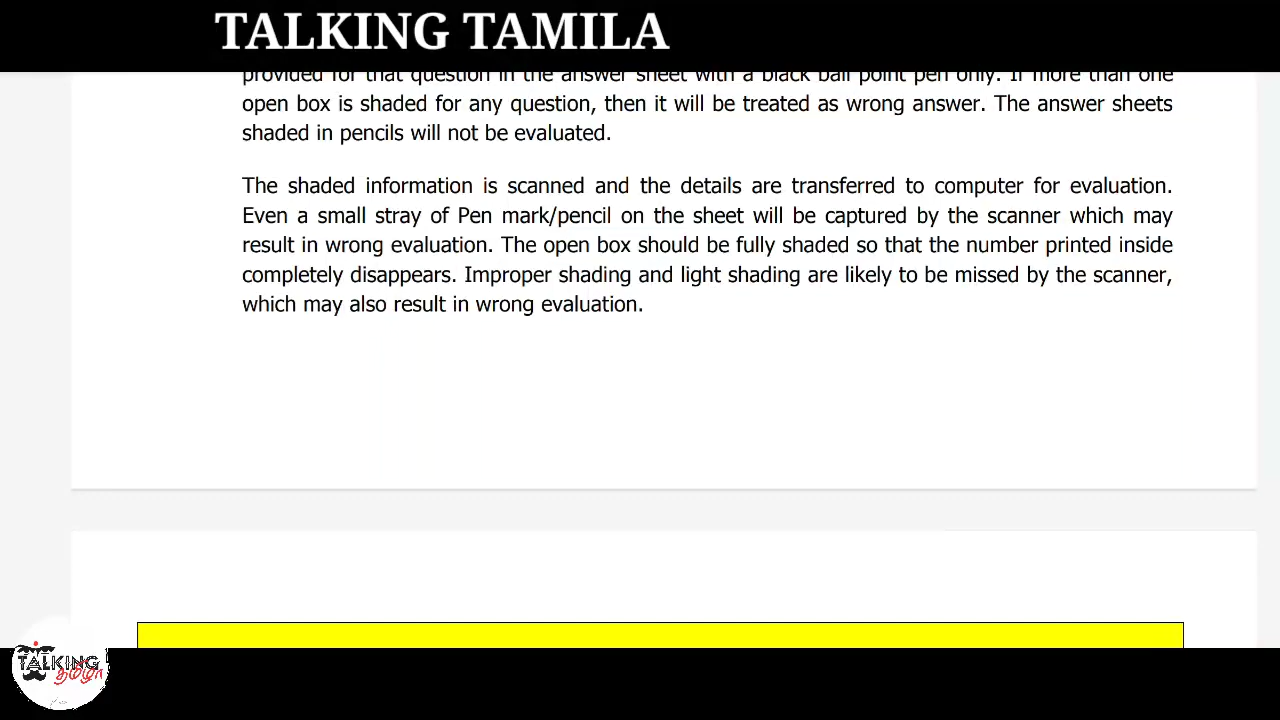 TALKING TAMILA
provided for that question in the answer sheet with a black ball point pen only. If more than one
open box is shaded for any question, then it will be treated as wrong answer. The answer sheets
shaded in pencils will not be evaluated.
The shaded information is scanned and the details are transferred to computer for evaluation.
Even a small stray of Pen mark/pencil on the sheet will be captured by the scanner which may
result in wrong evaluation. The open box should be fully shaded so that the number printed inside
completely disappears. Improper shading and light shading are likely to be missed by the scanner,
which may also result in wrong evaluation.
TALKING
தமிழா